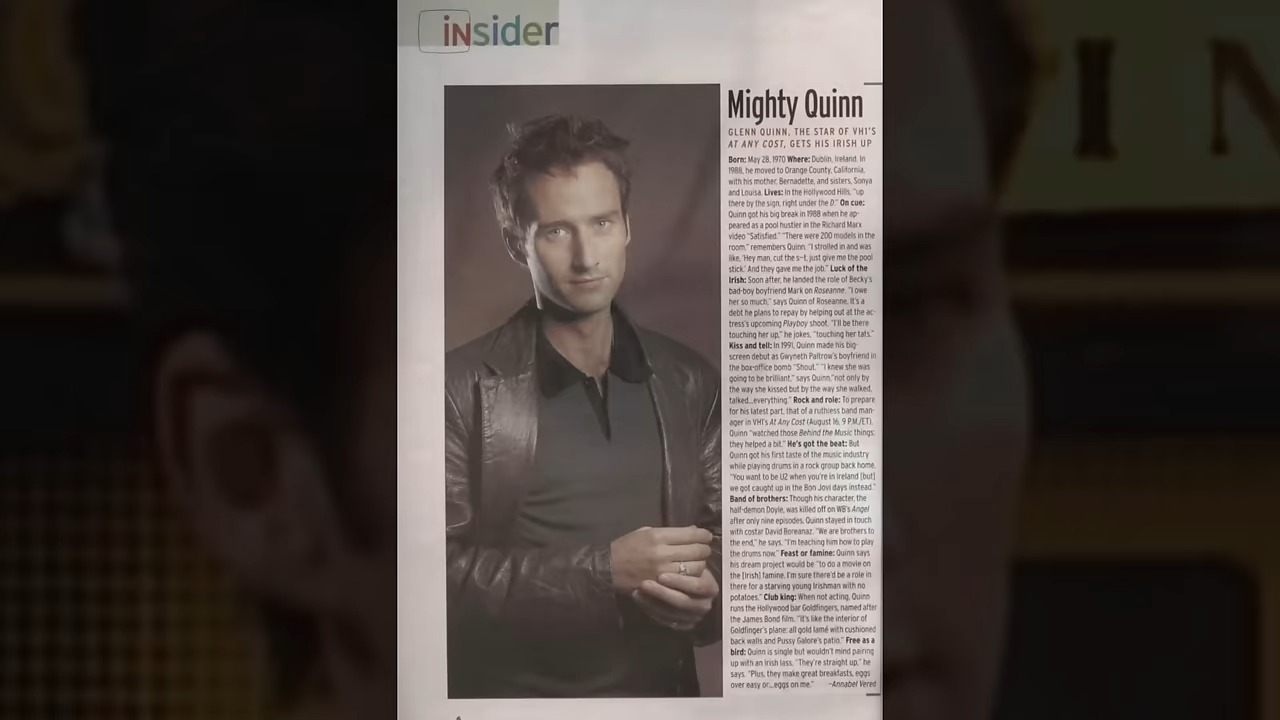 insider
Mighty Quinn
GLENN QUINN, THE STAR OF VH1'S
AT ANY COST, GETS HIS IRISH UP
Born: May 28, 1970 Where: Dublin, Ireland. In
1988, he moved to Orange County, California,
with his mother, Bernadette, and sisters, Sonya
and Louisa. Lives: In the Hollywood Hills, "up
there by the sign, right under the D." On cue:
Quinn got his big break in 1988 when he ap-
peared as a pool hustler in the Richard Marx
video "Satisfied." "There were 200 models in the
room," remembers Quinn. "I strolled in and was
like, 'Hey man, cut the s–t, just give me the pool
stick.' And they gave me the job." Luck of the
Irish: Soon after, he landed the role of Becky's
bad-boy boyfriend Mark on Roseanne. "I owe
her so much," says Quinn of Roseanne. It's a
debt he plans to repay by helping out at the ac-
tress's upcoming Playboy shoot. "I'll be there
touching her up," he jokes, "touching her tats."
Kiss and tell: In 1991, Quinn made his big-
screen debut as Gwyneth Paltrow's boyfriend in
the box-office bomb "Shout." "I knew she was
going to be brilliant," says Quinn,"not only by
the way she kissed but by the way she walked,
talked...everything." Rock and role: To prepare
for his latest part, that of a ruthless band man-
ager in VH1's At Any Cost (August 16, 9 P.M./ET),
Quinn "watched those Behind the Music things;
they helped a bit." He's got the beat: But
Quinn got his first taste of the music industry
while playing drums in a rock group back home.
"You want to be U2 when you're in Ireland [but]
we got caught up in the Bon Jovi days instead."
Band of brothers: Though his character, the
half-demon Doyle, was killed off on WB's Angel
after only nine episodes, Quinn stayed in touch
with costar David Boreanaz. "We are brothers to
the end," he says. "I'm teaching him how to play
the drums now." Feast or famine: Quinn says
his dream project would be "to do a movie on
the [Irish] famine. I'm sure there'd be a role in
there for a starving young Irishman with no
potatoes." Club king: When not acting, Quinn
runs the Hollywood bar Goldfingers, named after
the James Bond film. "It's like the interior of
Goldfinger's plane: all gold lamé with cushioned
back walls and Pussy Galore's patio." Free as a
bird: Quinn is single but wouldn't mind pairing
up with an Irish lass. "They're straight up," he
says. "Plus, they make great breakfasts, eggs
over easy or...eggs on me." –Annabel Vered